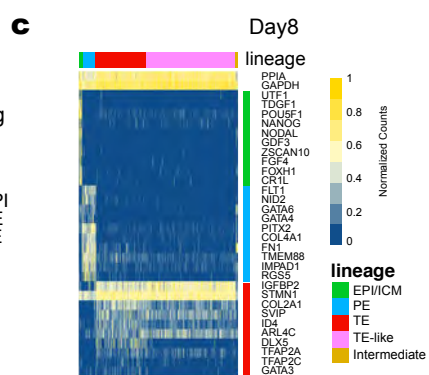 c
Day8
lineage
PPIA
GAPDH
UTF1
TDGF1
POU5F1
NANOG
NODAL
GDF3
ZSCAN10
FGF4
FOXH1
CR1L
FLT1
NID2
GATA6
GATA4
PITX2
COL4A1
FN1
TMEM88
IMPAD1
RGS5
IGFBP2
STMN1
COL2A1
SVIP
ID4
ARL4C
DLX5
TFAP2A
TFAP2C
GATA3
1
0.8
0.6
0.4
0.2
0
Normalized Counts
lineage
EPI/ICM
PE
TE
TE-like
Intermediate